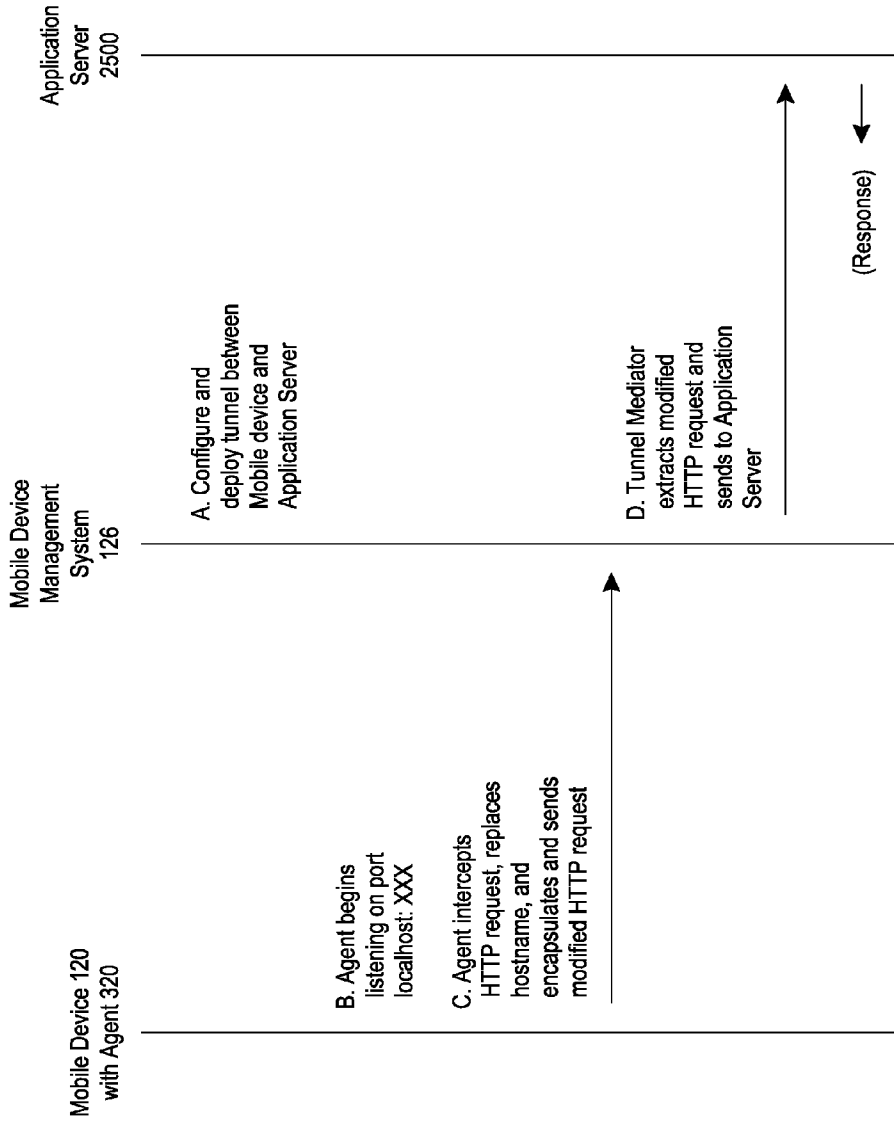 Mobile Device 120
with Agent 320
Mobile Device
Management
System
126
Application
Server
2500
A. Configure and
deploy tunnel between
Mobile device and
Application Server
B. Agent begins
listening on port
localhost: XXX
C. Agent intercepts
HTTP request, replaces
hostname, and
encapsulates and sends
modified HTTP request
D. Tunnel Mediator
extracts modified
HTTP request and
sends to Application
Server
(Response)